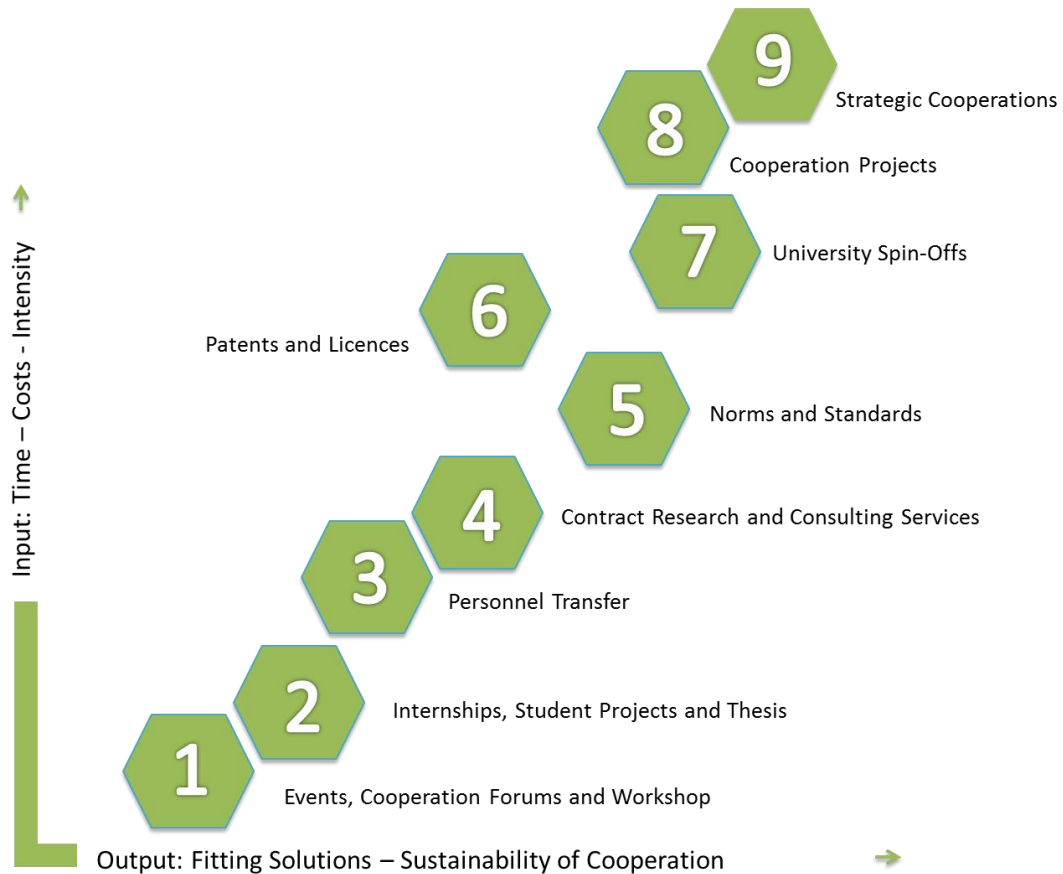 9
Strategic Cooperations
8
Cooperation Projects
7
University Spin-Offs
6
Patents and Licences
5
Norms and Standards
4
Contract Research and Consulting Services
3
Personnel Transfer
2
Internships, Student Projects and Thesis
1
Events, Cooperation Forums and Workshop
Input: Time – Costs - Intensity
Output: Fitting Solutions – Sustainability of Cooperation